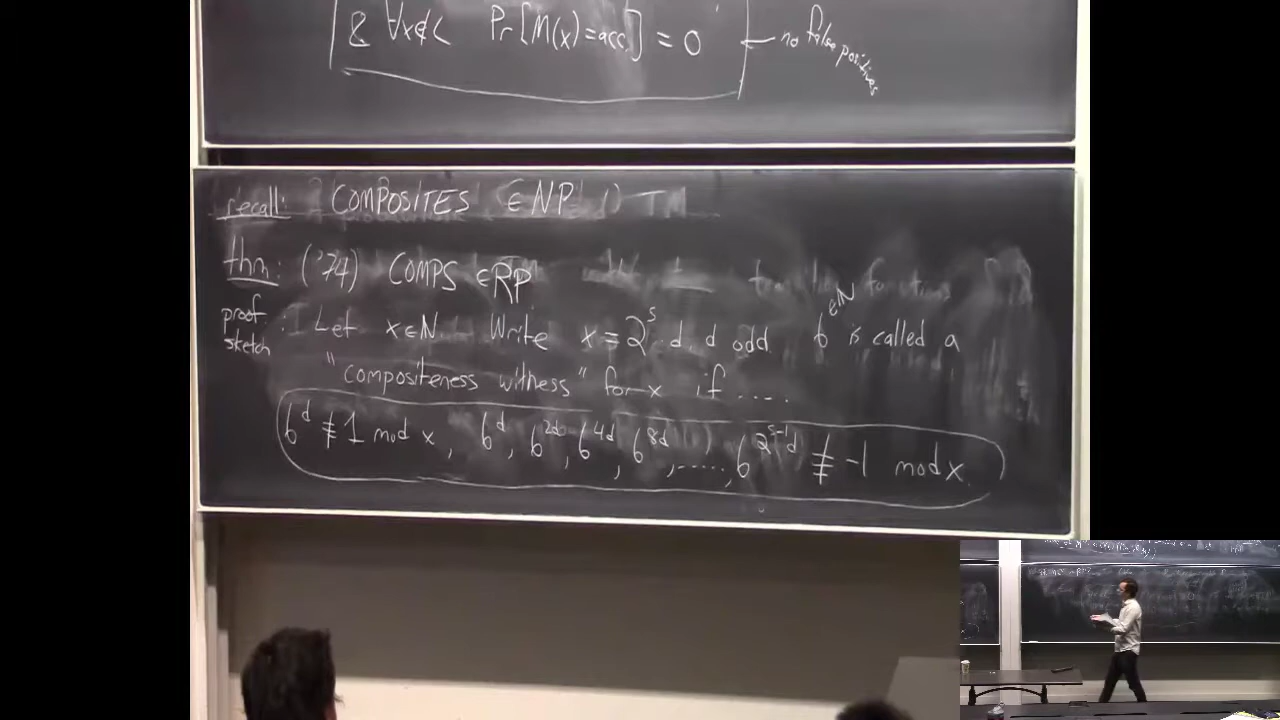 & ∀x∉L Pr[M(x)=acc.] = 0 no false positives
recall: COMPOSITES ∈ NP
thm: ('74) COMPS ∈ RP
proof sketch: Let x∈N. Write x = 2^s d, d odd. b ∈N is called a
"compositeness witness" for x if ....
b^d ≢ 1 mod x, b^d, b^{2d}, b^{4d}, b^{8d}, ....., b^{2^{s-1}d} ≢ -1 mod x.